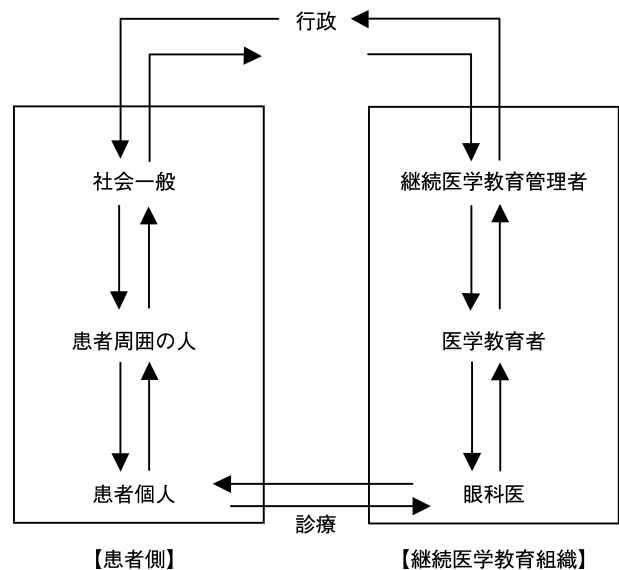 行政
社会一般
継続医学教育管理者
患者周囲の人
医学教育者
患者個人
眼科医
診療
【患者側】
【継続医学教育組織】